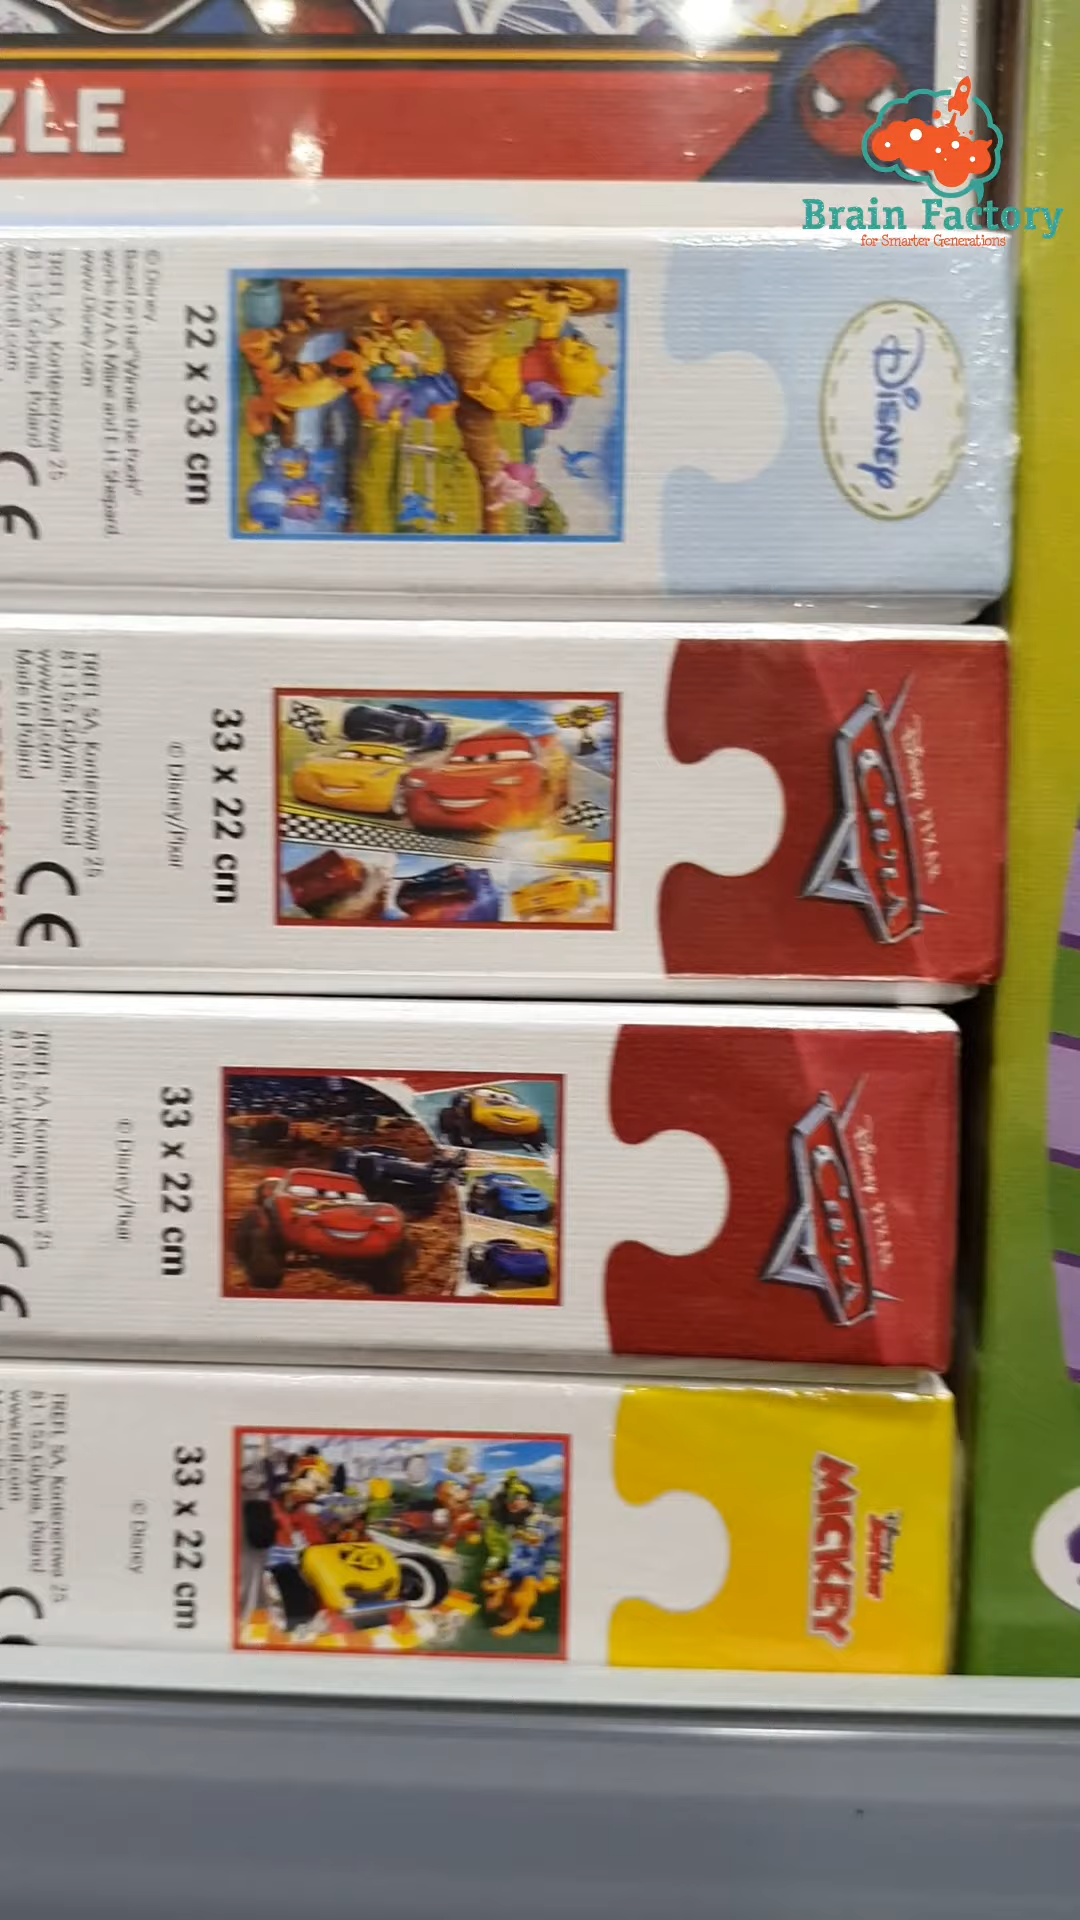 ZLE
Brain Factory
for Smarter Generations
© Disney
Based on the "Winnie the Pooh"
works by A.A. Milne and E.H. Shepard
www.Disney.com
TREFL SA, Kontenerowa 25
81-155 Gdynia, Poland
www.trefl.com
CE
22 x 33 cm
DISNEY
TREFL SA, Kontenerowa 25
81-155 Gdynia, Poland
www.trefl.com
Made in Poland
CE
© Disney/Pixar
33 x 22 cm
Disney PIXAR
CARS
TREFL SA, Kontenerowa 25
81-155 Gdynia, Poland
CE
© Disney/Pixar
33 x 22 cm
Disney PIXAR
CARS
TREFL SA, Kontenerowa 25
81-155 Gdynia, Poland
www.trefl.com
© Disney
33 x 22 cm
Disney Junior
MICKEY